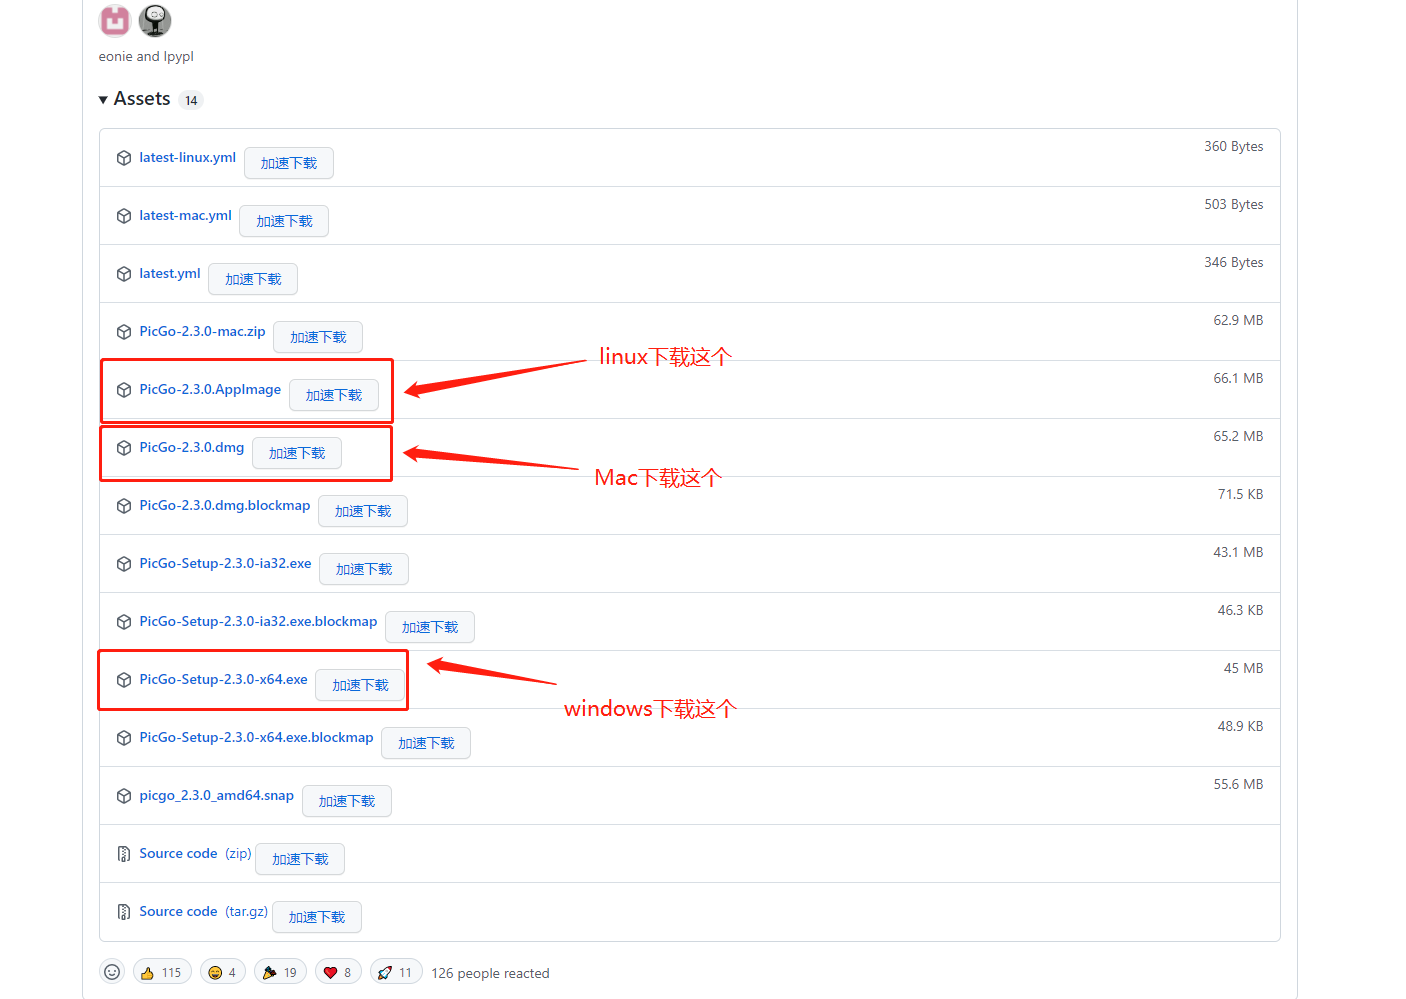 eonie and lpypl
Assets 14
latest-linux.yml 加速下载 360 Bytes
latest-mac.yml 加速下载 503 Bytes
latest.yml 加速下载 346 Bytes
PicGo-2.3.0-mac.zip 加速下载 62.9 MB
linux下载这个
PicGo-2.3.0.AppImage 加速下载 66.1 MB
PicGo-2.3.0.dmg 加速下载 65.2 MB
Mac下载这个
PicGo-2.3.0.dmg.blockmap 加速下载 71.5 KB
PicGo-Setup-2.3.0-ia32.exe 加速下载 43.1 MB
PicGo-Setup-2.3.0-ia32.exe.blockmap 加速下载 46.3 KB
PicGo-Setup-2.3.0-x64.exe 加速下载 45 MB
windows下载这个
PicGo-Setup-2.3.0-x64.exe.blockmap 加速下载 48.9 KB
picgo_2.3.0_amd64.snap 加速下载 55.6 MB
Source code (zip) 加速下载
Source code (tar.gz) 加速下载
115 4 19 8 11 126 people reacted